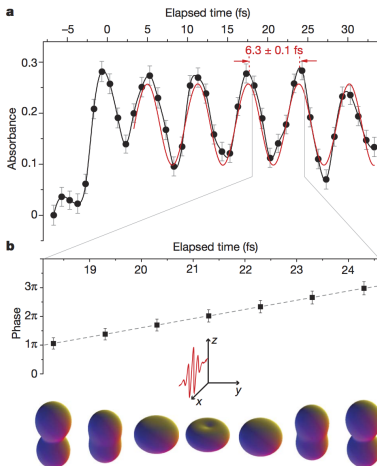 a
Elapsed time (fs)
−5 0 5 10 15 20 25 30
6.3 ± 0.1 fs
0.3
0.2
0.1
0
Absorbance
b
Elapsed time (fs)
19 20 21 22 23 24
3π
2π
1π
0
Phase
z
y
x